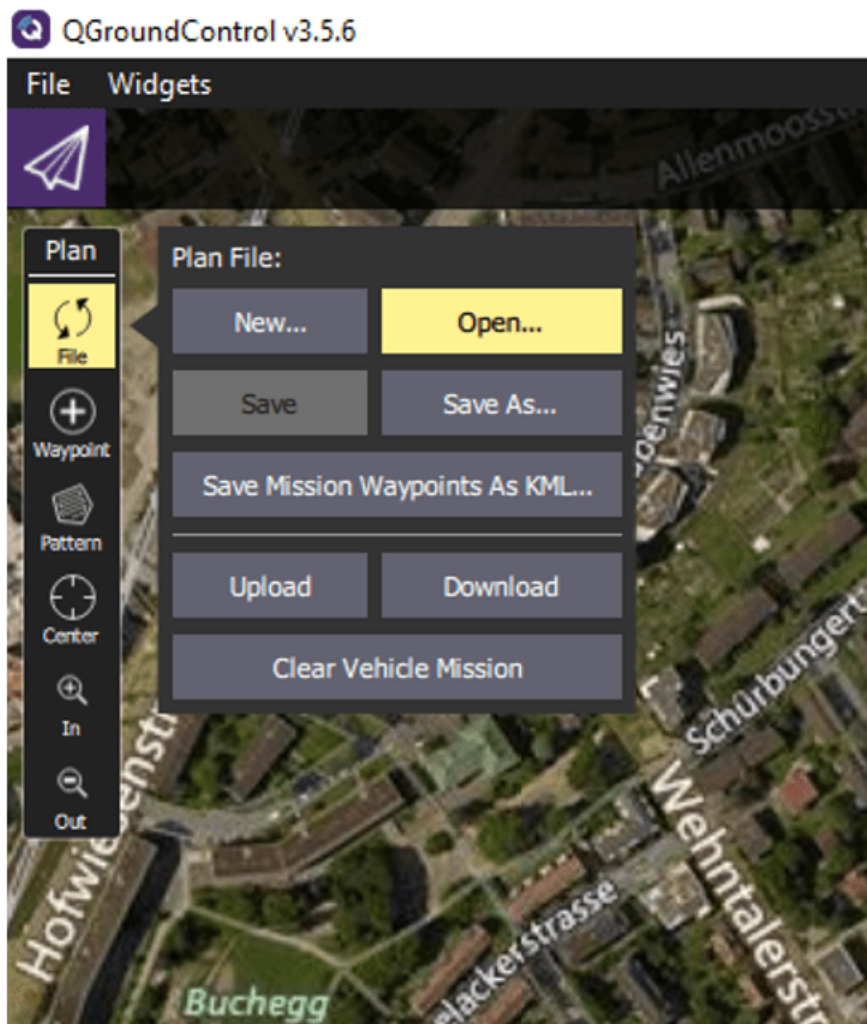 QGroundControl v3.5.6
File Widgets
Plan
File
Waypoint
Pattern
Center
In
Out
Plan File:
New... Open...
Save Save As...
Save Mission Waypoints As KML...
Upload Download
Clear Vehicle Mission
Schürbungert
Wehntalerstr
Buchegg